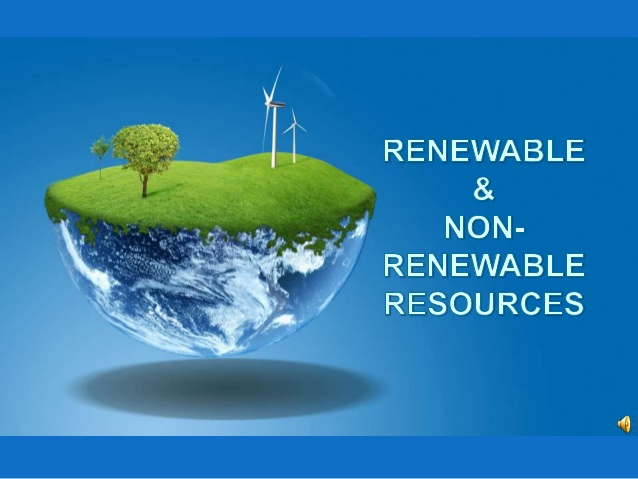 RENEWABLE
&
NON-
RENEWABLE
RESOURCES